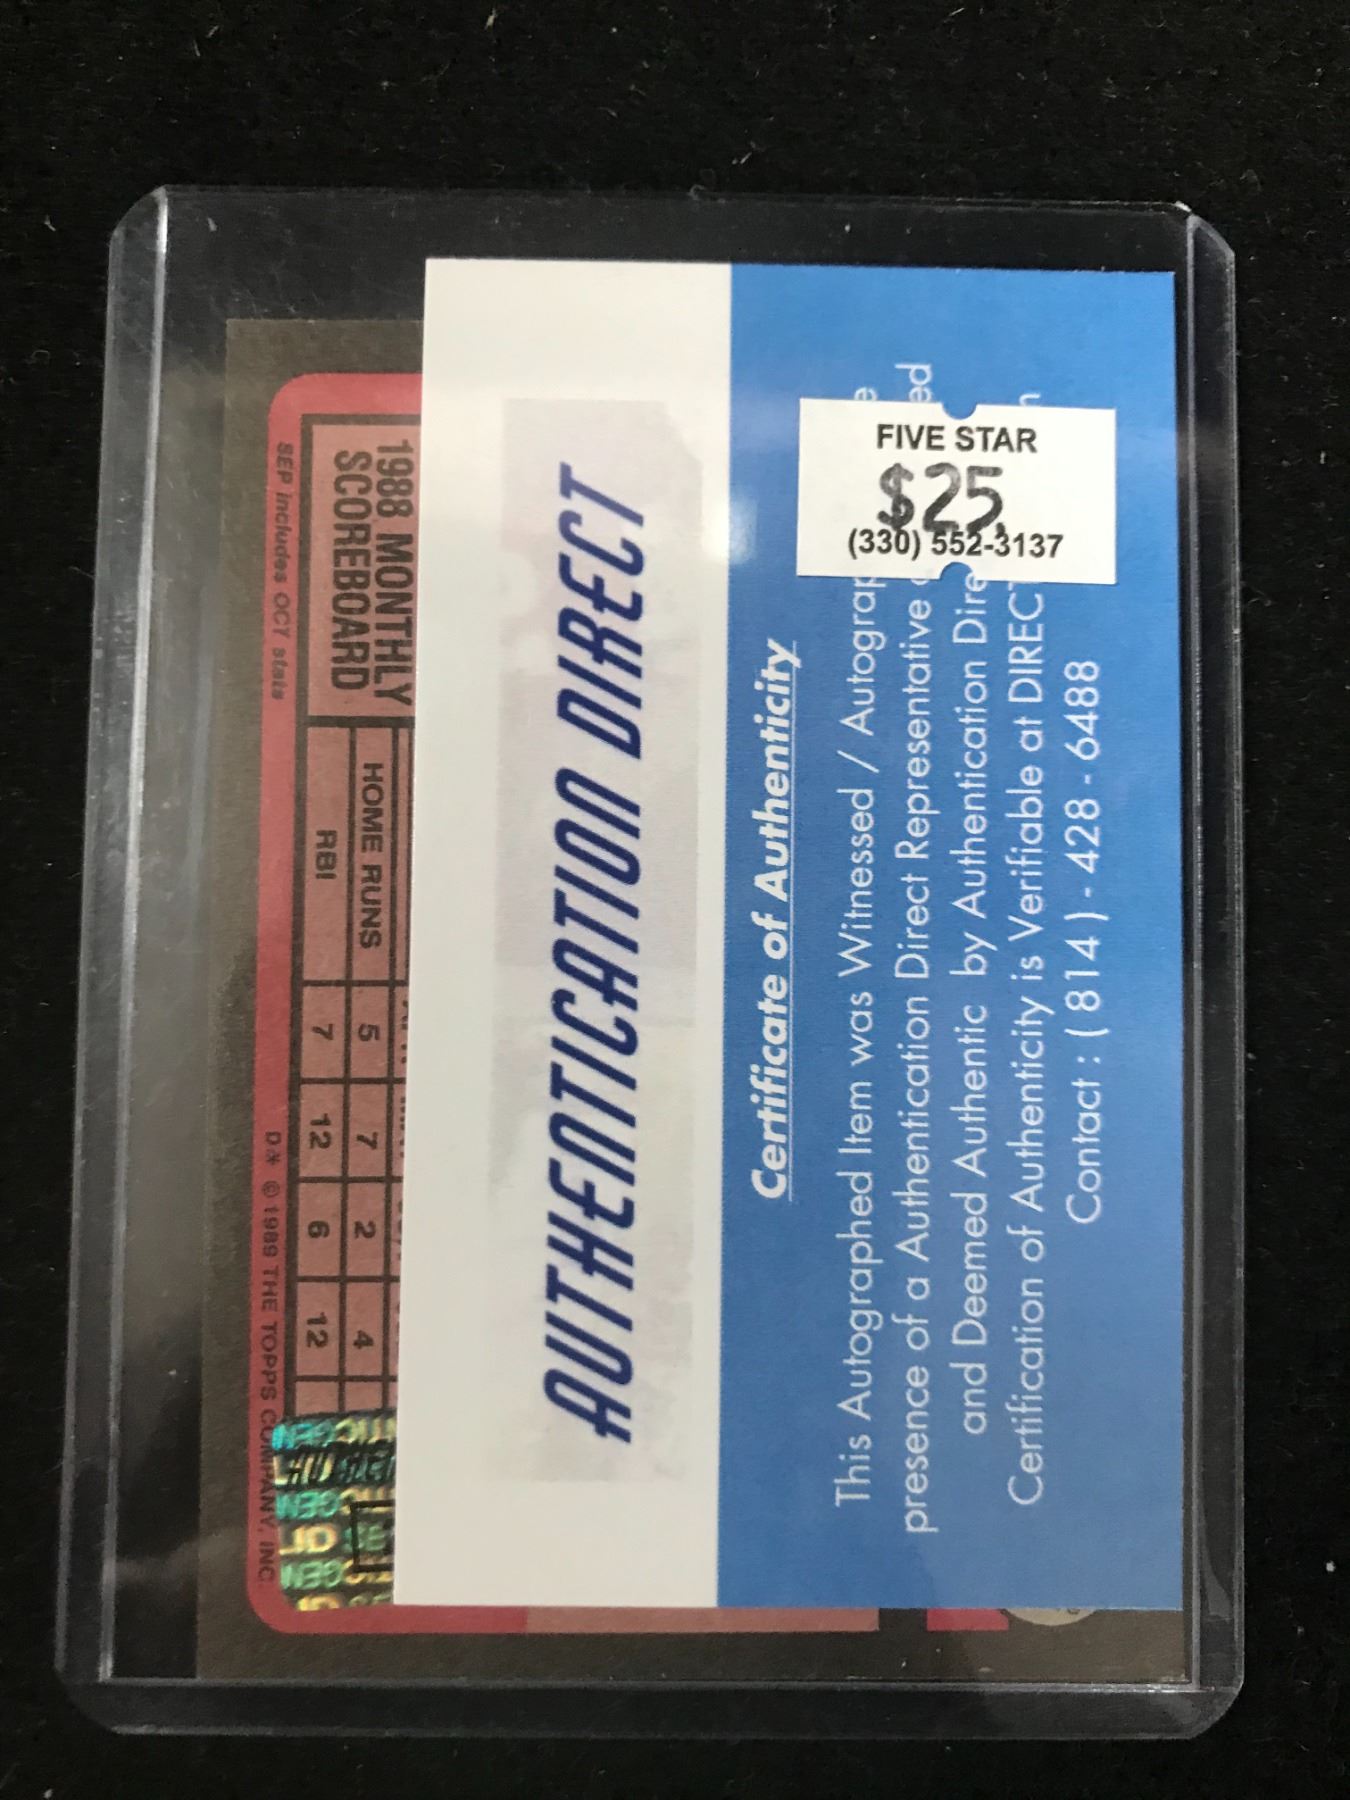 AUTHENTICATION DIRECT
Certificate of Authenticity
This Autographed Item was Witnessed / Autograp e
presence of a Authentication Direct Representative ed
and Deemed Authentic by Authentication Dire
Certification of Authenticity is Verifiable at DIREC n
Contact : ( 814 ) - 428 - 6488
FIVE STAR
$25.
(330) 552-3137
1988 MONTHLY
SCOREBOARD
HOME RUNS 5 7 2 4
RBI 7 12 6 12
SEP includes OCT stats
D* © 1989 THE TOPPS COMPANY, INC.